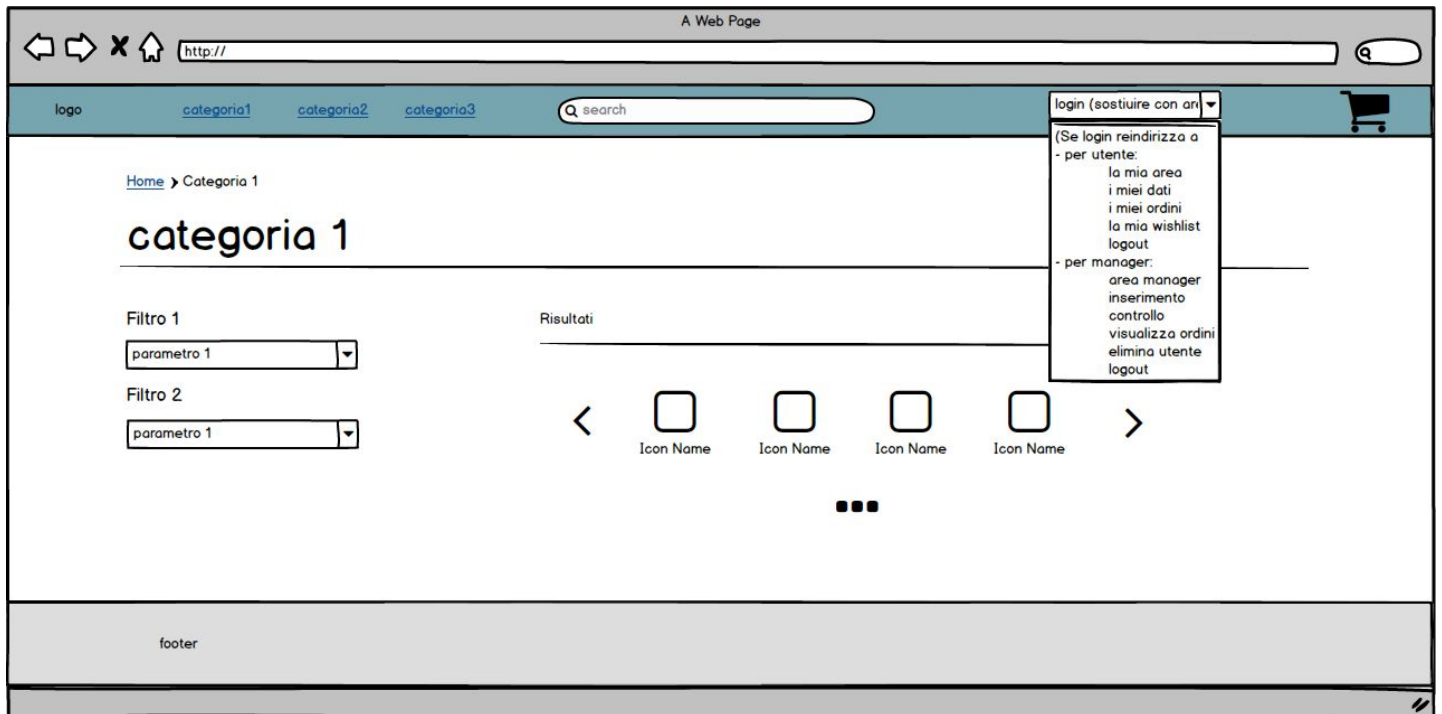 A Web Page
http://
logo
categoria1
categoria2
categoria3
search
login (sostiuire con
(Se login reindirizza a
- per utente:
la mia area
i miei dati
i miei ordini
la mia wishlist
logout
- per manager:
area manager
inserimento
controllo
visualizza ordini
elimina utente
logout
Home > Categoria 1
categoria 1
Filtro 1
parametro 1
Filtro 2
parametro 1
Risultati
Icon Name
Icon Name
Icon Name
Icon Name
footer